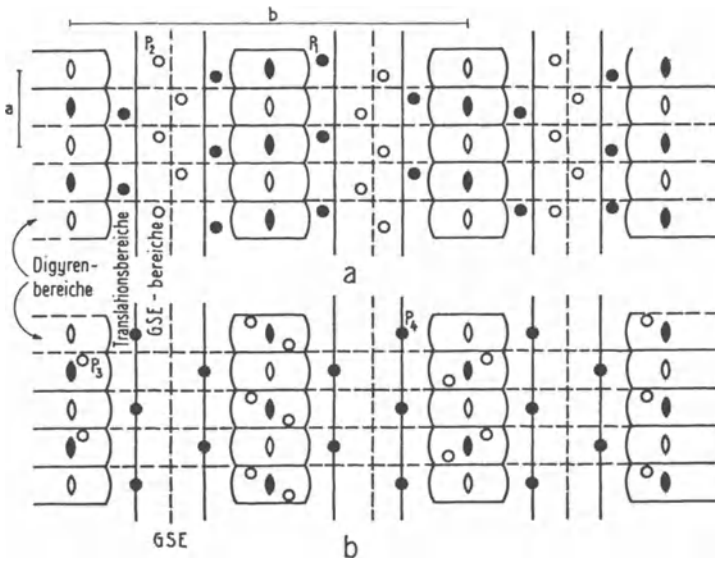 b
P₂
P₁
a
Digyren-
bereiche
Translationsbereiche
GSE-bereiche
a
P₄
P₃
GSE
b